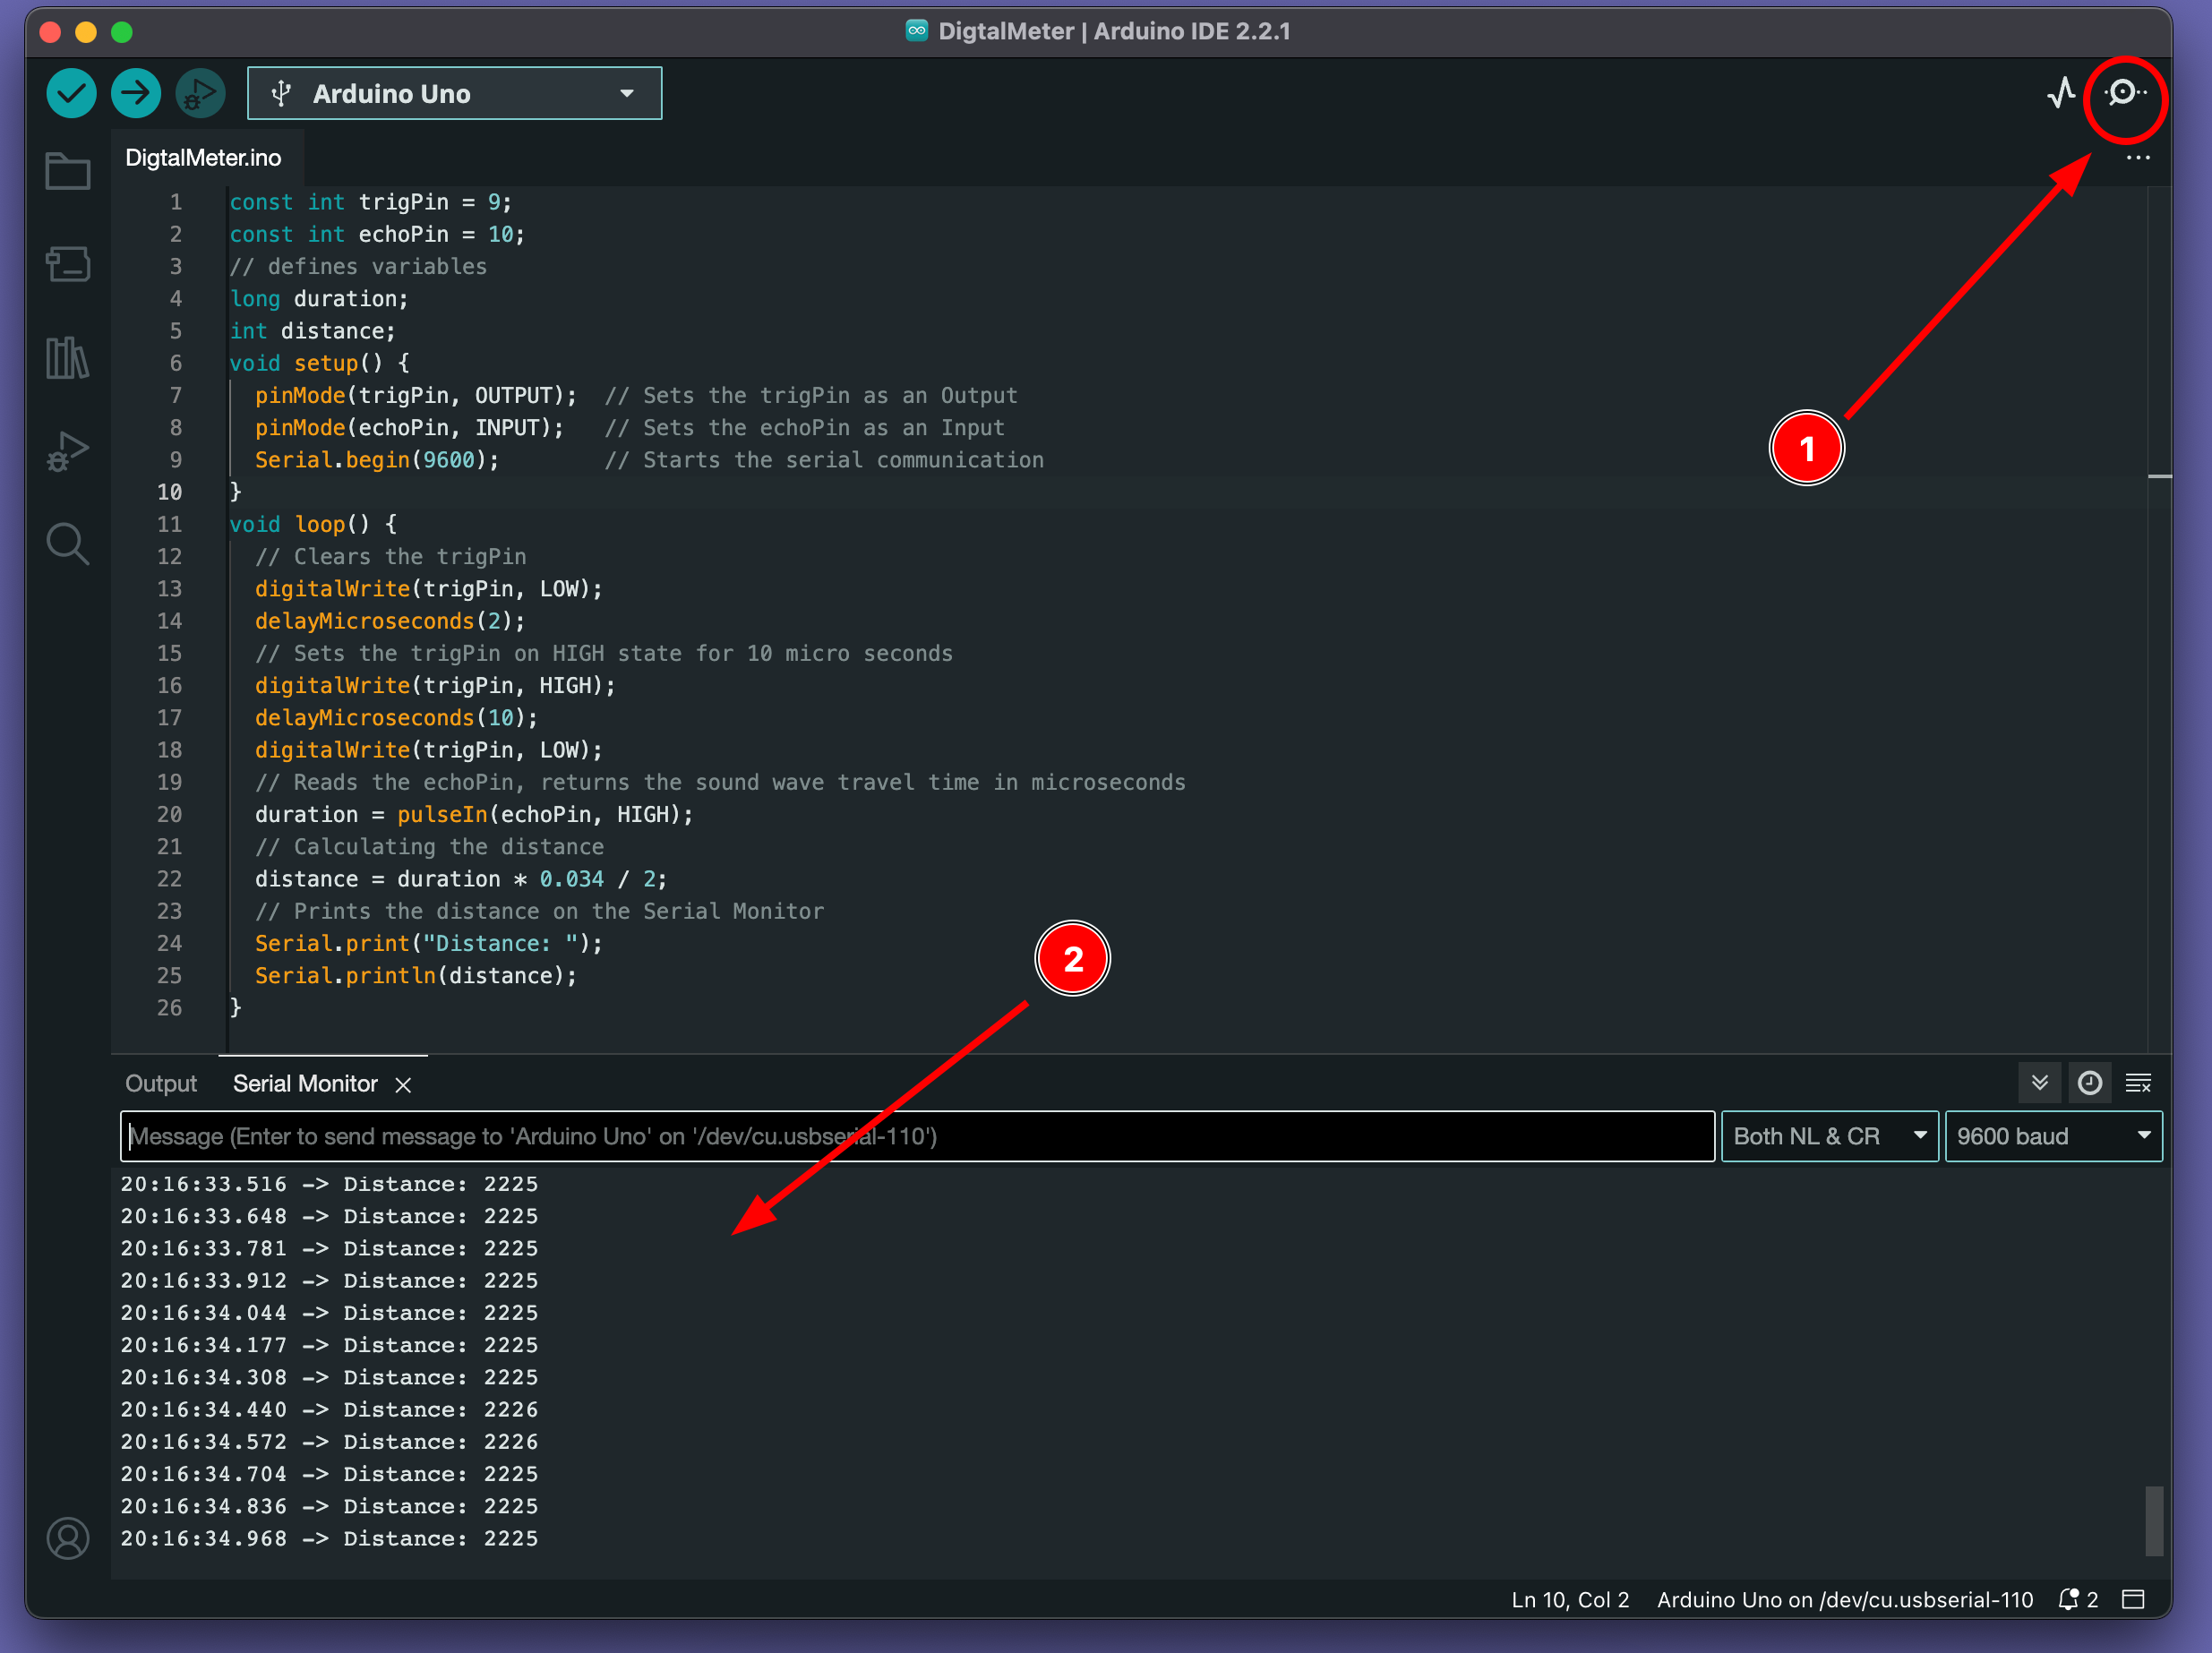 DigtalMeter | Arduino IDE 2.2.1
Arduino Uno
DigtalMeter.ino
1 const int trigPin = 9;
2 const int echoPin = 10;
3 // defines variables
4 long duration;
5 int distance;
6 void setup() {
7 pinMode(trigPin, OUTPUT); // Sets the trigPin as an Output
8 pinMode(echoPin, INPUT); // Sets the echoPin as an Input
9 Serial.begin(9600); // Starts the serial communication
10 }
11 void loop() {
12 // Clears the trigPin
13 digitalWrite(trigPin, LOW);
14 delayMicroseconds(2);
15 // Sets the trigPin on HIGH state for 10 micro seconds
16 digitalWrite(trigPin, HIGH);
17 delayMicroseconds(10);
18 digitalWrite(trigPin, LOW);
19 // Reads the echoPin, returns the sound wave travel time in microseconds
20 duration = pulseIn(echoPin, HIGH);
21 // Calculating the distance
22 distance = duration * 0.034 / 2;
23 // Prints the distance on the Serial Monitor
24 Serial.print("Distance: ");
25 Serial.println(distance);
26 }
1
2
Output Serial Monitor
Message (Enter to send message to 'Arduino Uno' on '/dev/cu.usbserial-110') Both NL & CR 9600 baud
20:16:33.516 -> Distance: 2225
20:16:33.648 -> Distance: 2225
20:16:33.781 -> Distance: 2225
20:16:33.912 -> Distance: 2225
20:16:34.044 -> Distance: 2225
20:16:34.177 -> Distance: 2225
20:16:34.308 -> Distance: 2225
20:16:34.440 -> Distance: 2226
20:16:34.572 -> Distance: 2226
20:16:34.704 -> Distance: 2225
20:16:34.836 -> Distance: 2225
20:16:34.968 -> Distance: 2225
Ln 10, Col 2 Arduino Uno on /dev/cu.usbserial-110 2